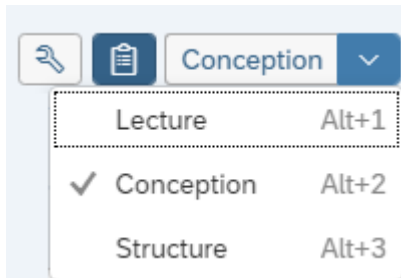 Conception
Lecture Alt+1
Conception Alt+2
Structure Alt+3